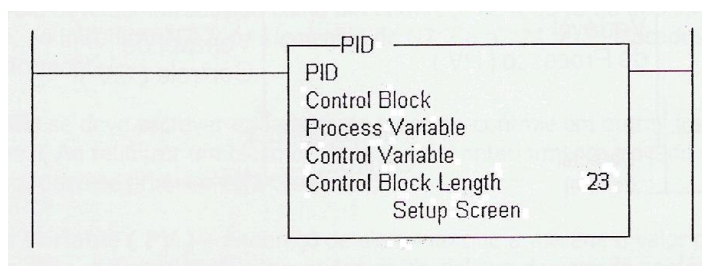 PID
PID
Control Block
Process Variable
Control Variable
Control Block Length 23
Setup Screen